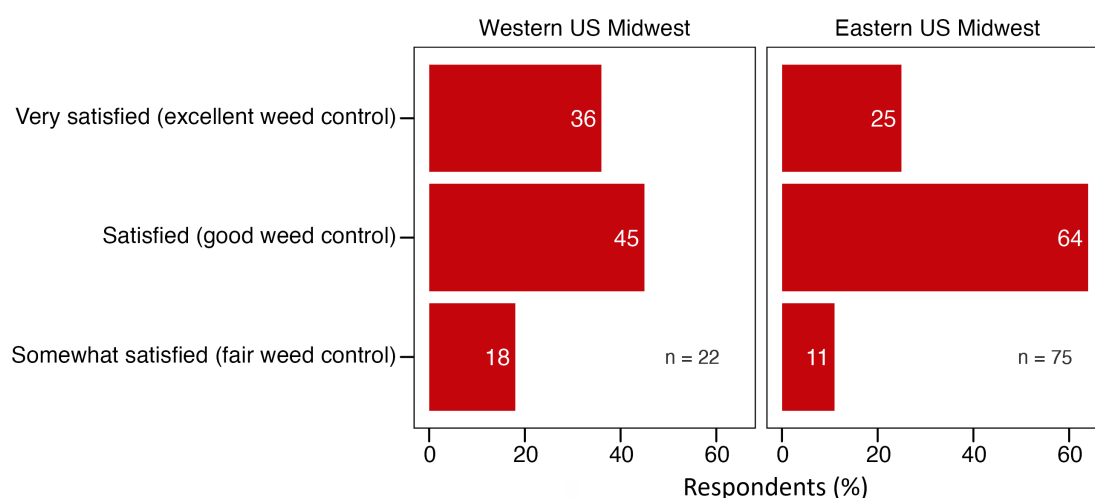 Western US Midwest
Eastern US Midwest
Very satisfied (excellent weed control)
36
25
Satisfied (good weed control)
45
64
Somewhat satisfied (fair weed control)
18
n = 22
11
n = 75
0 20 40 60
0 20 40 60
Respondents (%)